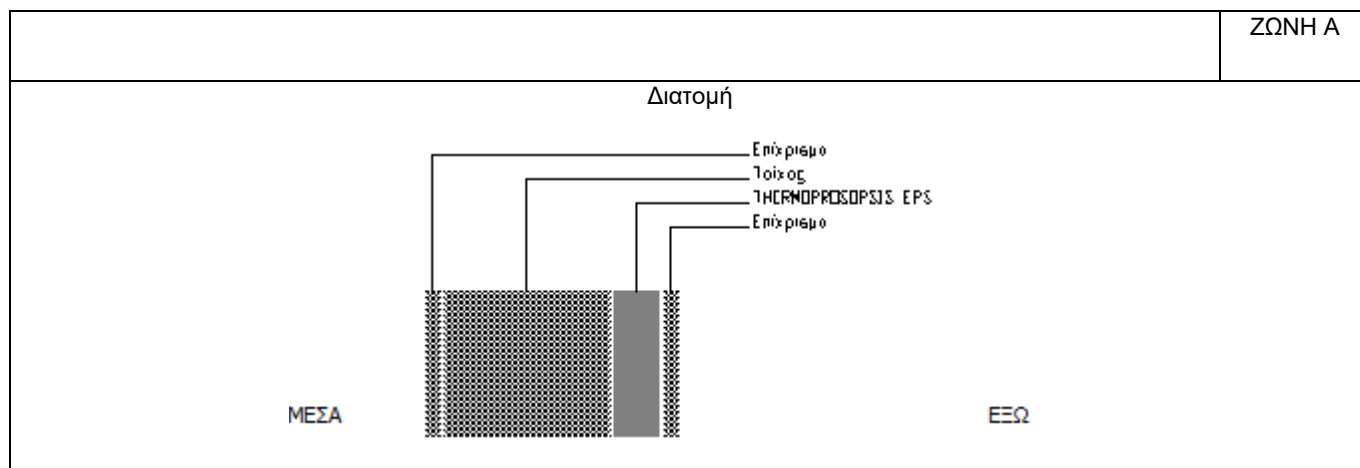 ΖΩΝΗ Α
Διατομή
Επίχρισμα
Τοίχος
THERMOPROSOPSIS EPS
Επίχρισμα
ΜΕΣΑ
ΕΞΩ